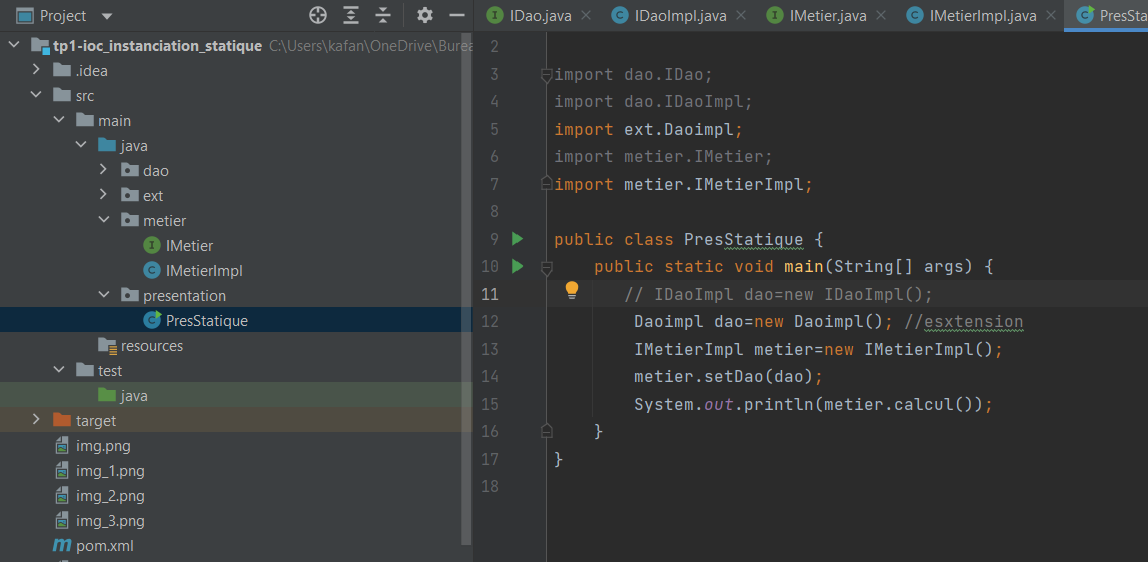 Project
tp1-ioc_instanciation_statique C:\Users\kafan\OneDrive\Burea
.idea
src
main
java
dao
ext
metier
IMetier
IMetierImpl
presentation
PresStatique
resources
test
java
target
img.png
img_1.png
img_2.png
img_3.png
pom.xml
IDao.java IDaoImpl.java IMetier.java IMetierImpl.java PresSta
2
3 import dao.IDao;
4 import dao.IDaoImpl;
5 import ext.Daoimpl;
6 import metier.IMetier;
7 import metier.IMetierImpl;
8
9 public class PresStatique {
10 public static void main(String[] args) {
11 // IDaoImpl dao=new IDaoImpl();
12 Daoimpl dao=new Daoimpl(); //esxtension
13 IMetierImpl metier=new IMetierImpl();
14 metier.setDao(dao);
15 System.out.println(metier.calcul());
16 }
17 }
18